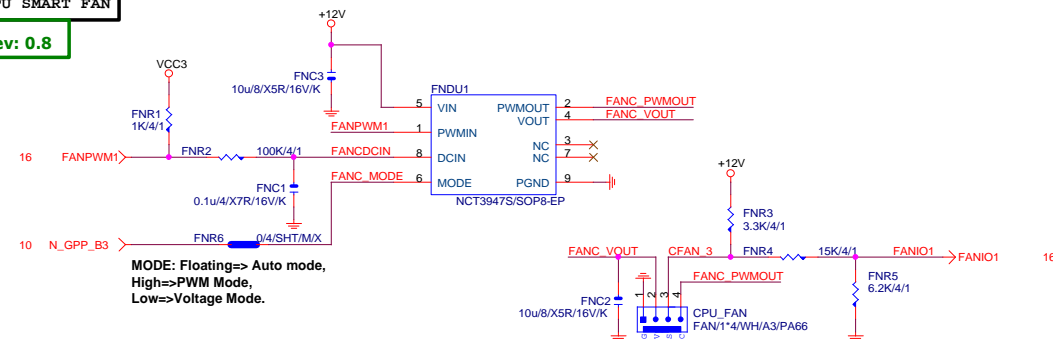 PU SMART FAN
ev: 0.8
+12V
VCC3
FNC3
10u/8/X5R/16V/K
FNDU1
5 VIN PWMOUT 2 FANC_PWMOUT
VOUT 4 FANC_VOUT
FNR1
1K/4/1
FANPWM1 1 PWMIN
NC 3
16 FANPWM1 FNR2 100K/4/1 FANCDCIN 8 DCIN NC 7
FANC_MODE 6 MODE PGND 9
FNC1
0.1u/4/X7R/16V/K
NCT3947S/SOP8-EP
10 N_GPP_B3 FNR6 0/4/SHT/M/X
MODE: Floating=> Auto mode,
High=>PWM Mode,
Low=>Voltage Mode.
+12V
FNR3
3.3K/4/1
FANC_VOUT CFAN_3 FNR4 15K/4/1 FANIO1 FANIO1 16
FANC_PWMOUT
FNR5
6.2K/4/1
1 2 3 4
FNC2
10u/8/X5R/16V/K
CPU_FAN
FAN/1*4/WH/A3/PA66
G V S C